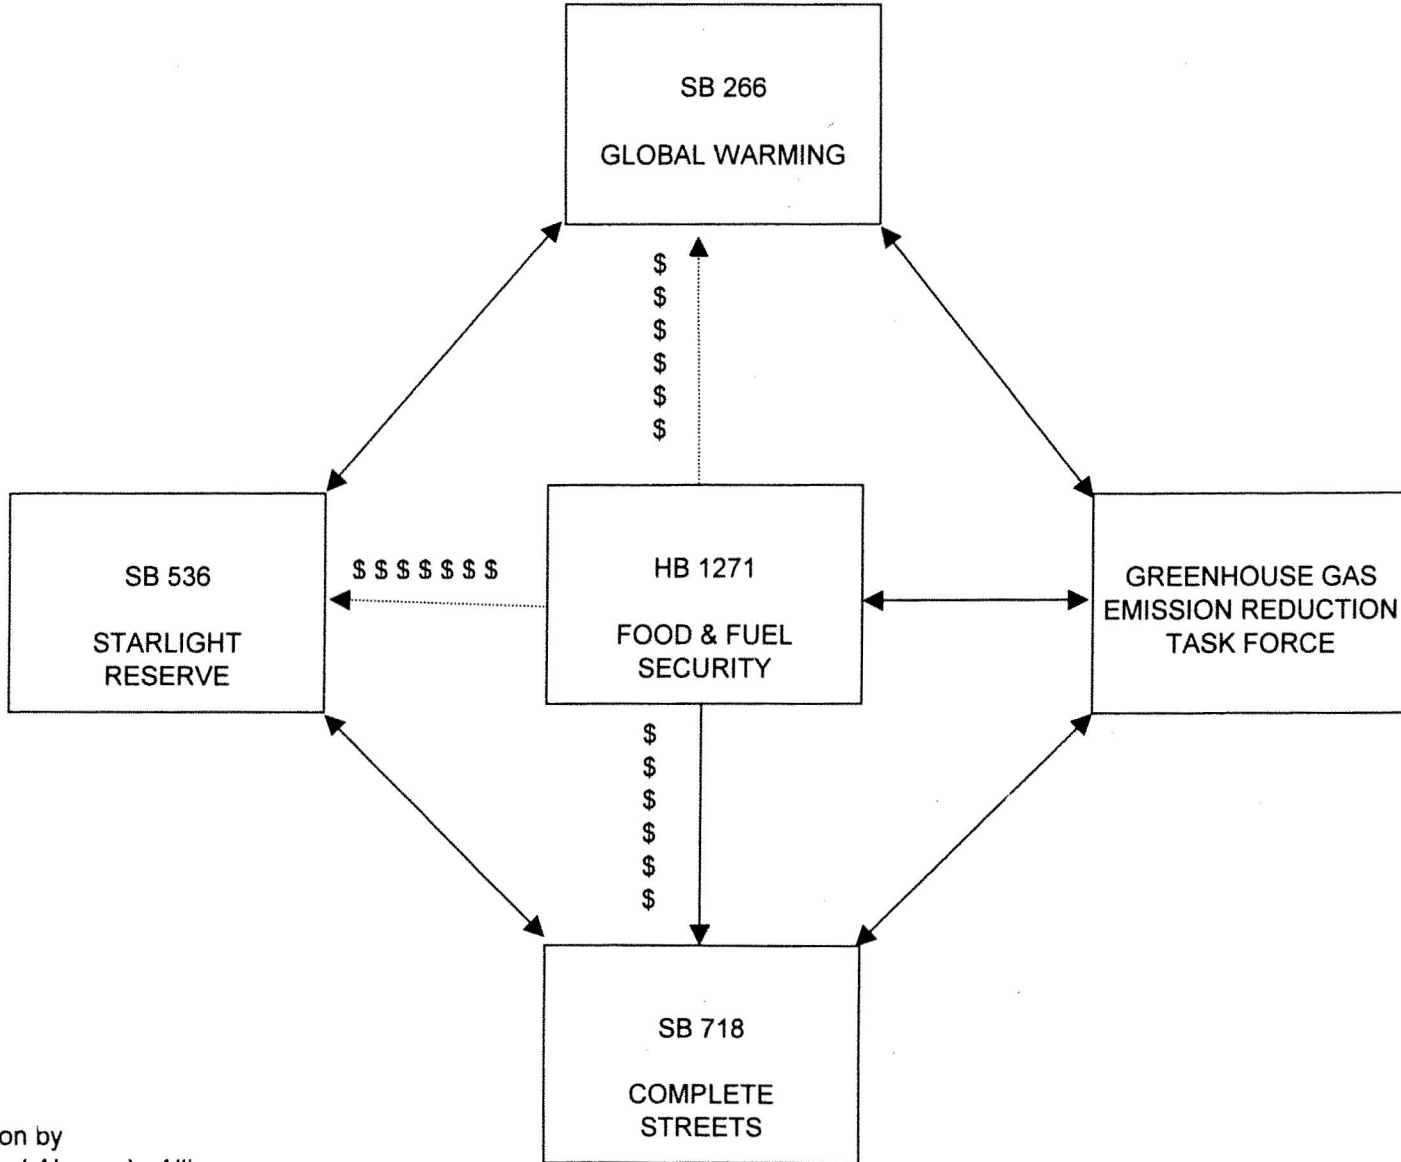 SB 266
GLOBAL WARMING
$
$
$
$
$
$
SB 536
STARLIGHT
RESERVE
$ $ $ $ $ $ $
HB 1271
FOOD & FUEL
SECURITY
GREENHOUSE GAS
EMISSION REDUCTION
TASK FORCE
$
$
$
$
$
$
SB 718
COMPLETE
STREETS
on by